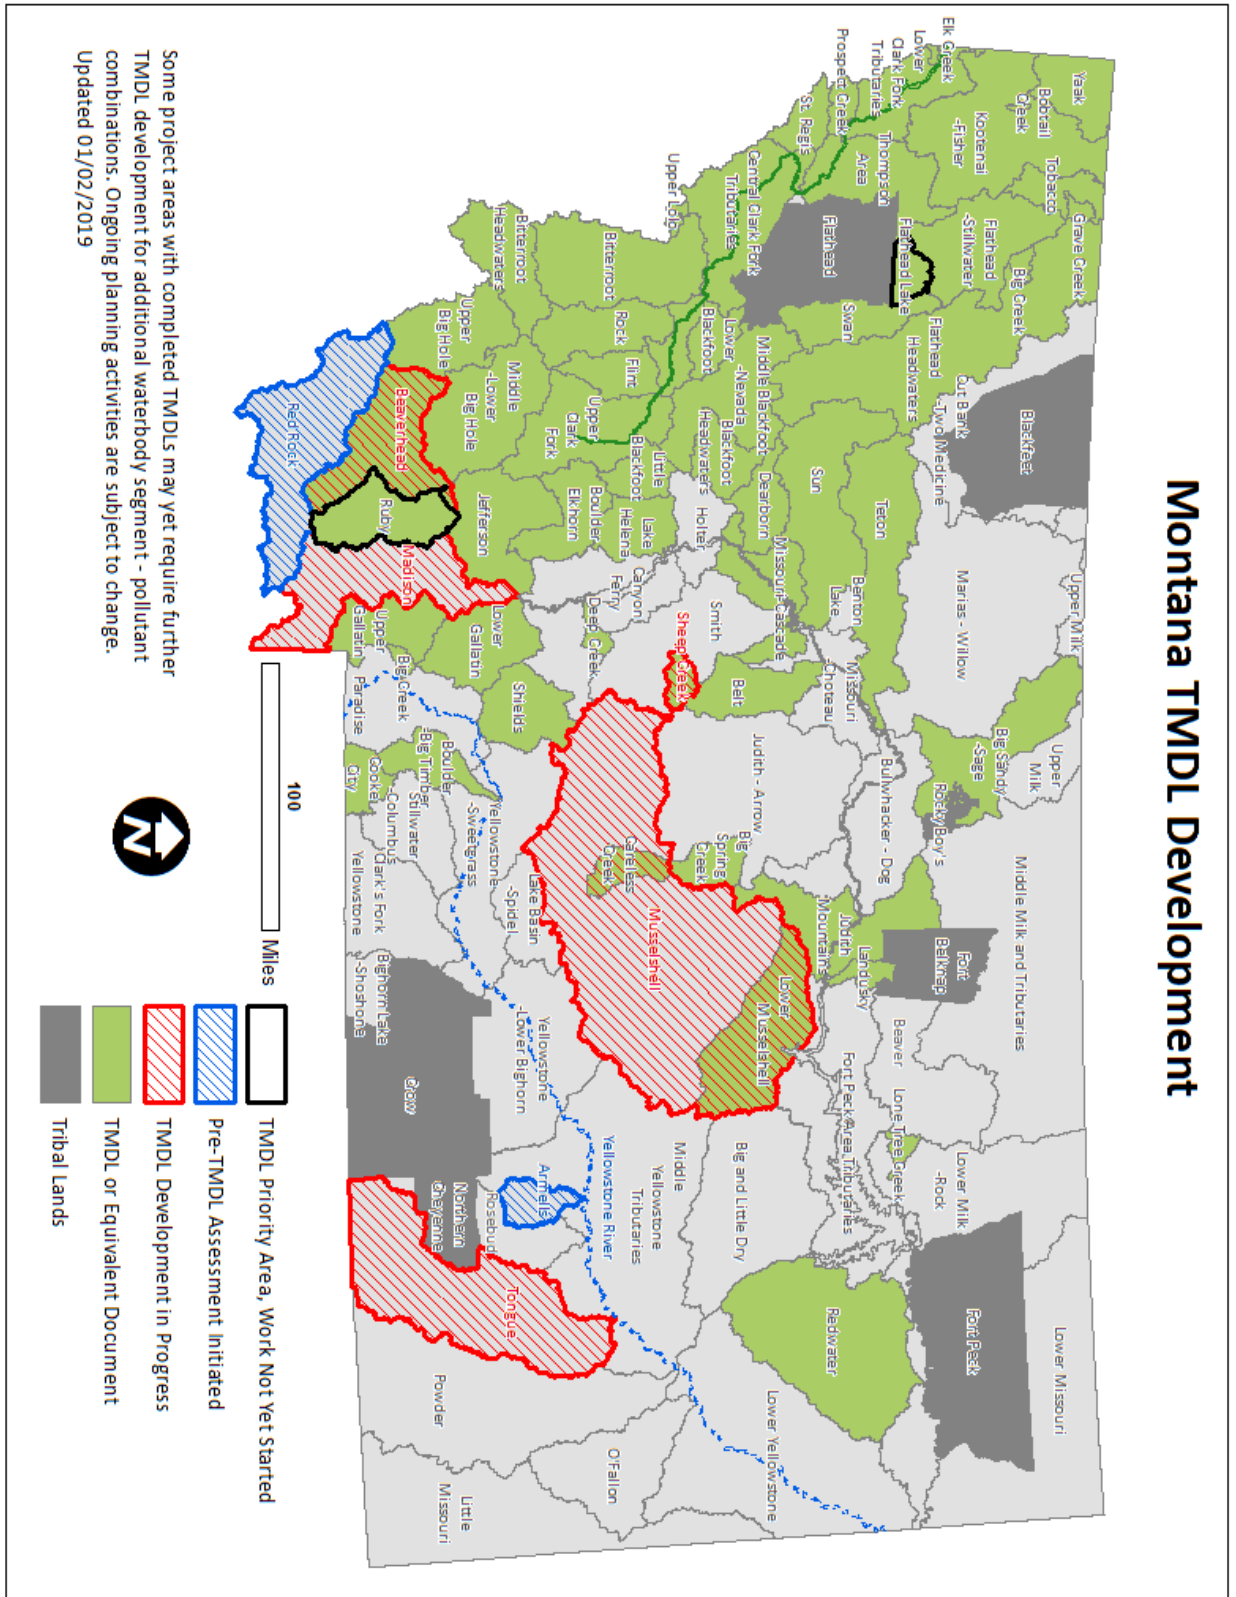 Montana TMDL Development
Yaak
Bobtail
Creek
Tobacco
Grave Creek
Kootenai
-Fisher
Flathead
-Stillwater
Big Creek
Elk Creek
Lower
Clark Fork
Tributaries
Prospect Creek
Thompson
Area
Flathead Lake
Flathead
Headwaters
Cut Bank
-Two Medicine
Blackfeet
Marias - Willow
Upper Milk
Upper
Milk
Big Sandy
-Sage
Rocky Boy's
Middle Milk and Tributaries
Fort
Belknap
Beaver
Lone Tree Creek
Lower Milk
-Rock
Fort Peck
Lower Missouri
St. Regis
Central Clark Fork
Tributaries
Flathead
Swan
Upper Lolo
Lower
Blackfoot
Middle Blackfoot
-Nevada
Blackfoot
Headwaters
Dearborn
Sun
Teton
Benton
Lake
Missouri-Cascade
Missouri
-Choteau
Bullwhacker - Dog
Landusky
Judith
-Mountains
Fort Peck Area Tributaries
Redwater
Bitterroot
Bitterroot
Headwaters
Rock
Flint
Upper
Clark
Fork
Little
Blackfoot
Lake
Helena
Boulder
Elkhorn
Holter
Canyon
Ferry
Deep Creek
Smith
Sheep Creek
Belt
Judith - Arrow
Big
Spring
Creek
Careless
Creek
Musselshell
Lower
Musselshell
Big and Little Dry
Middle
Yellowstone
Tributaries
Yellowstone River
Lower Yellowstone
Upper
Big Hole
Middle
-Lower
Big Hole
Beaverhead
Red Rock
Ruby
Jefferson
Madison
Lower
Gallatin
Upper
Gallatin
Shields
Big Creek
Paradise
Boulder
-Big Timber
Cooke
City
Stillwater
Columbus
Yellowstone
-Sweetgrass
Yellowstone
-Spidel
Lake Basin
Clark's Fork
Yellowstone
Bighorn Lake
-Shoshone
Yellowstone
-Lower Bighorn
Crow
Northern
Cheyenne
Rosebud
Armells
Tongue
Powder
O'Fallon
Little
Missouri
100
Miles
N
TMDL Priority Area, Work Not Yet Started
Pre-TMDL Assessment Initiated
TMDL Development in Progress
TMDL or Equivalent Document
Tribal Lands
Some project areas with completed TMDLs may yet require further
TMDL development for additional waterbody segment - pollutant
combinations. Ongoing planning activities are subject to change.
Updated 01/02/2019